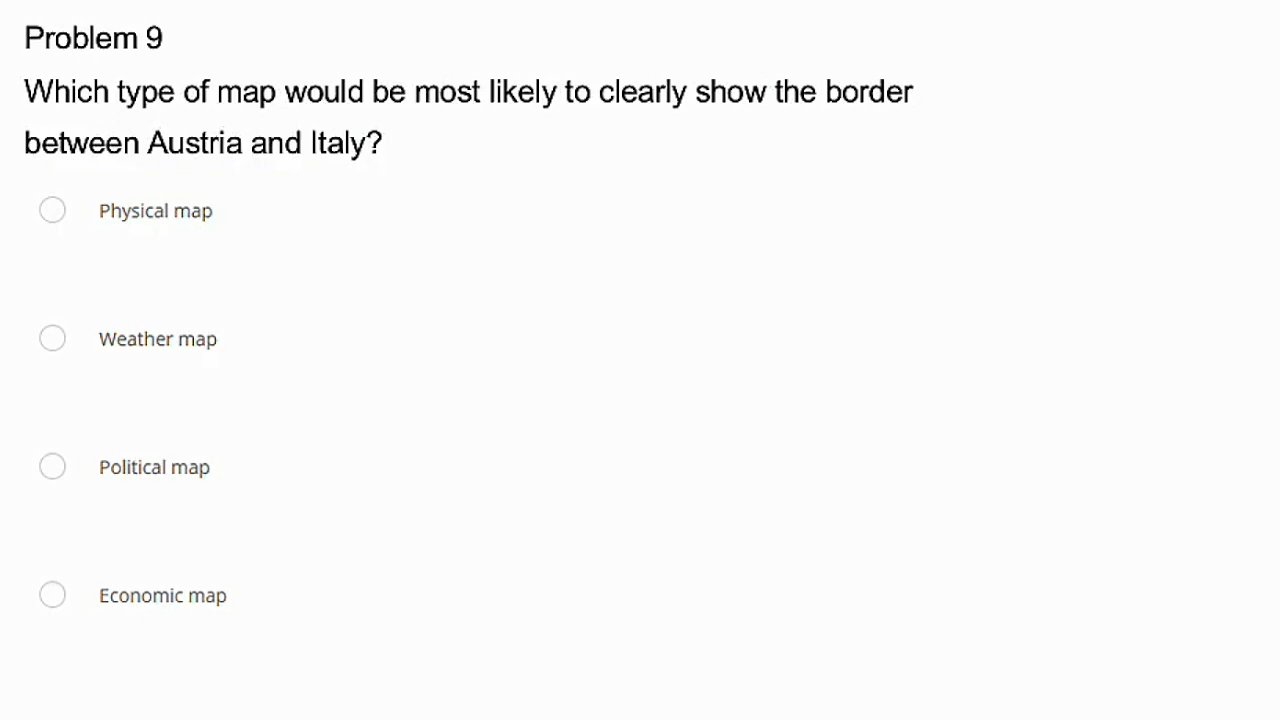 Problem 9
Which type of map would be most likely to clearly show the border
between Austria and Italy?
Physical map
Weather map
Political map
Economic map